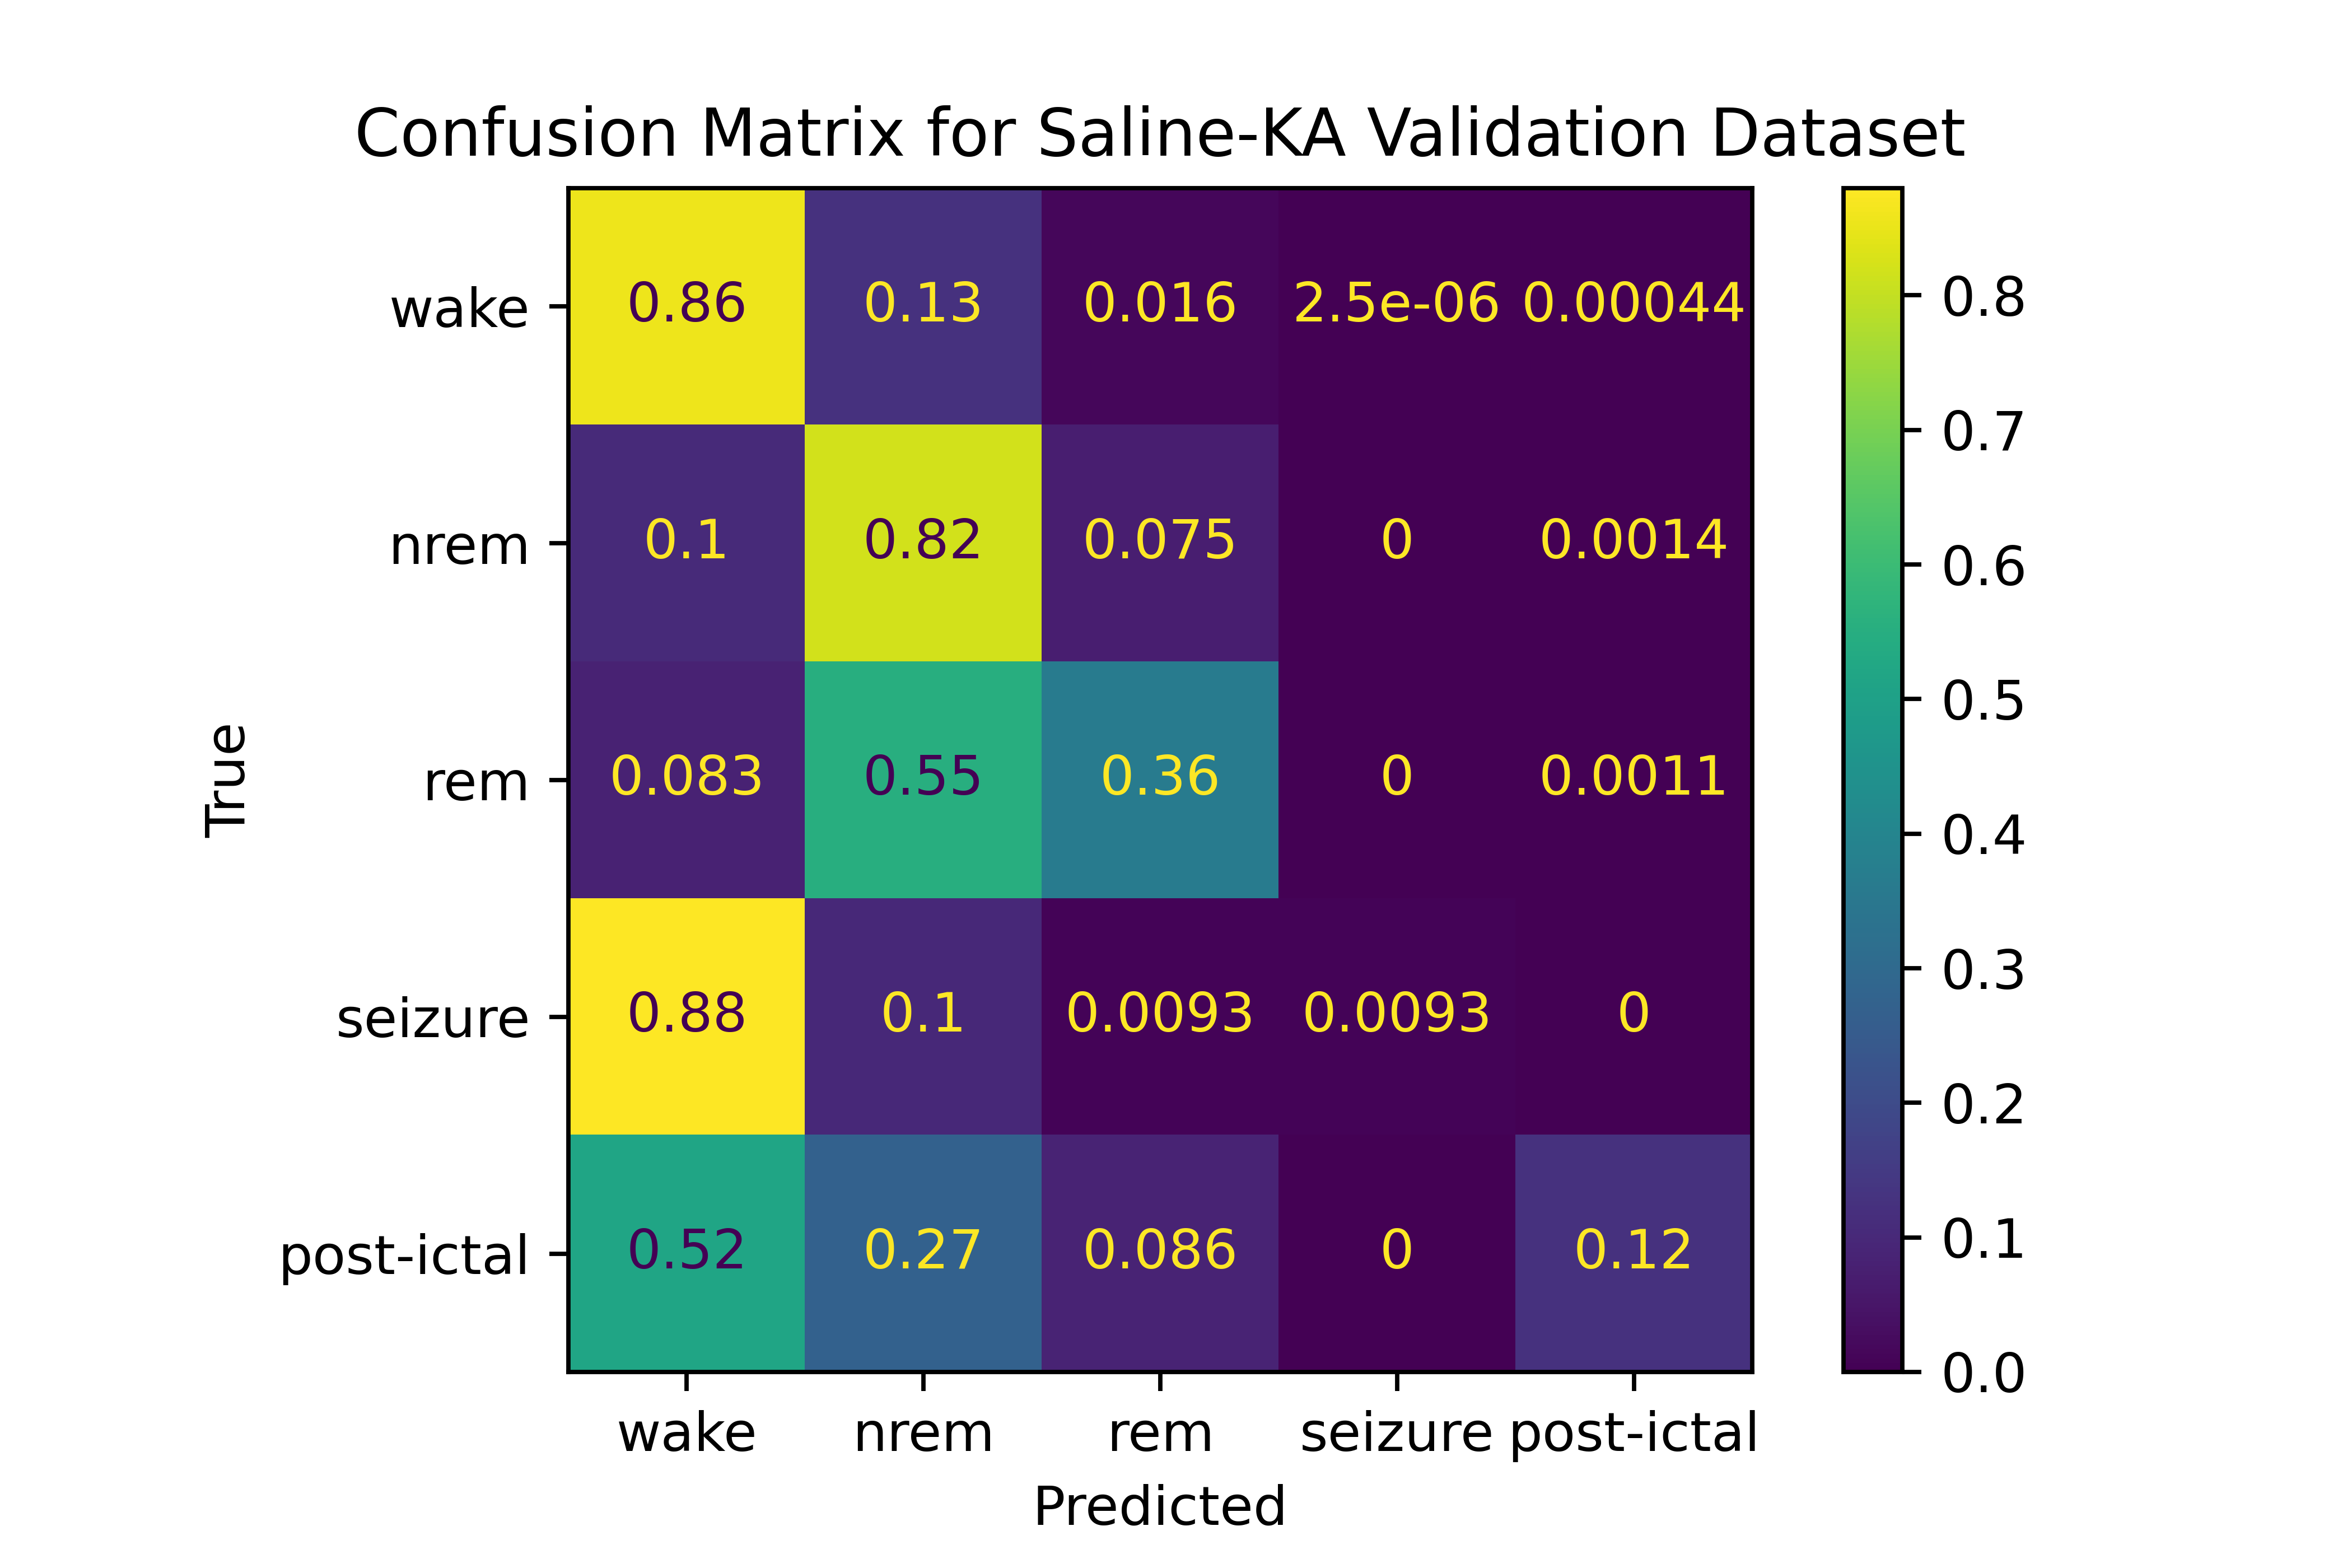 Confusion Matrix for Saline-KA Validation Dataset
wake 0.86 0.13 0.016 2.5e-06 0.00044
nrem 0.1 0.82 0.075 0 0.0014
rem 0.083 0.55 0.36 0 0.0011
seizure 0.88 0.1 0.0093 0.0093 0
post-ictal 0.52 0.27 0.086 0 0.12
True
wake nrem rem seizure post-ictal
Predicted
0.8
0.7
0.6
0.5
0.4
0.3
0.2
0.1
0.0